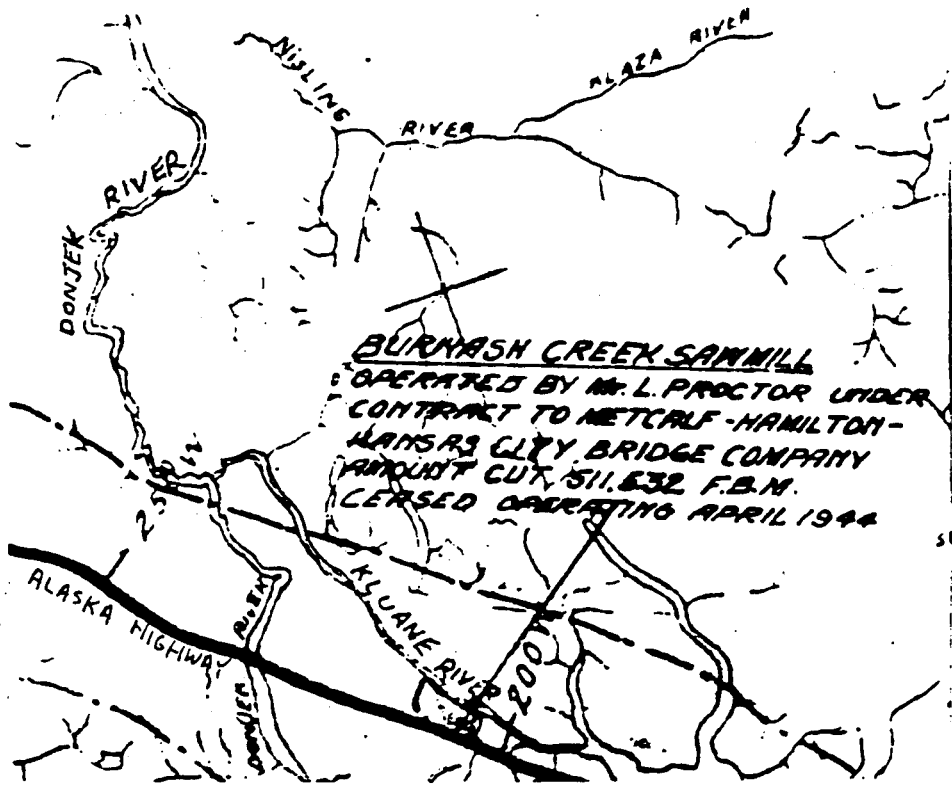 NISLING
RIVER
KLAZA RIVER
RIVER
DONJEK
BURWASH CREEK SAWMILL
OPERATED BY Mr. L. PROCTOR UNDER
CONTRACT TO METCALF-HAMILTON-
KANSAS CITY BRIDGE COMPANY
AMOUNT CUT, 511,632 F.B.M.
CEASED OPERATING APRIL 1944
ALASKA HIGHWAY
RIVER
DONJEK
KLUANE RIVER